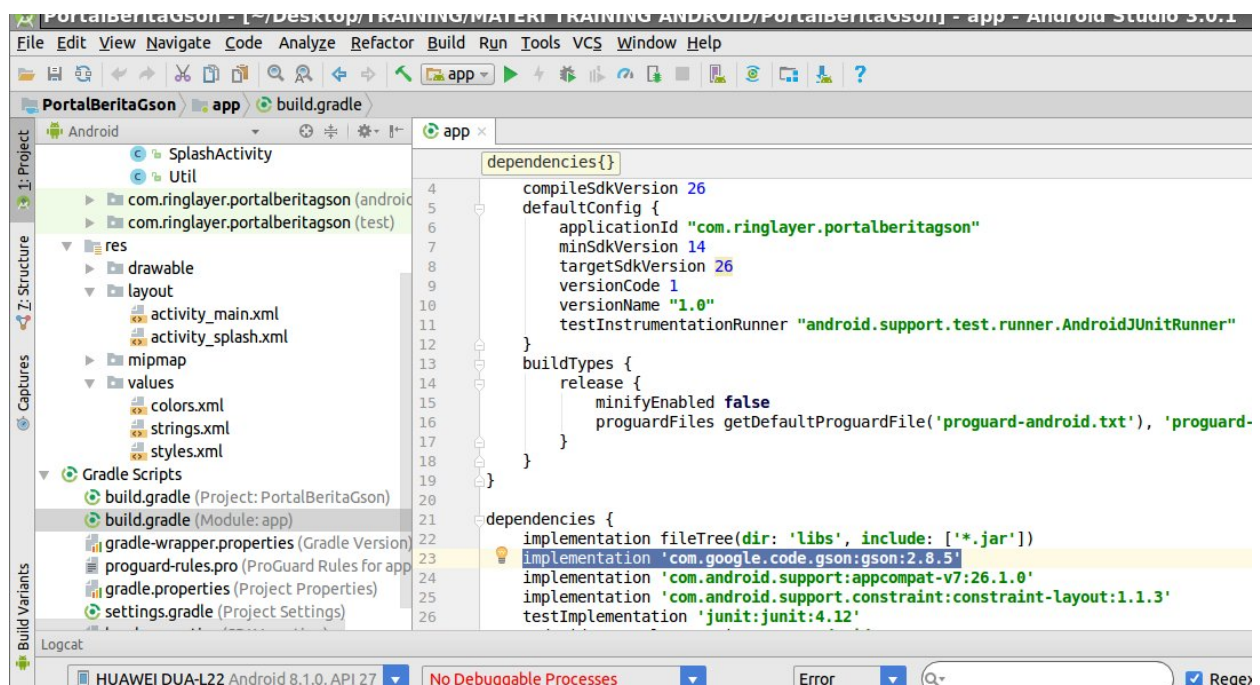 PortalBeritaGson - [~/Desktop/TRAINING/MATERI TRAINING ANDROID/PortalBeritaGson] - app - Android Studio 3.0.1
File Edit View Navigate Code Analyze Refactor Build Run Tools VCS Window Help
app
PortalBeritaGson app build.gradle
Android
app
1: Project
7: Structure
Captures
Build Variants
SplashActivity
Util
com.ringlayer.portalberitagson (androic
com.ringlayer.portalberitagson (test)
res
drawable
layout
activity_main.xml
activity_splash.xml
mipmap
values
colors.xml
strings.xml
styles.xml
Gradle Scripts
build.gradle (Project: PortalBeritaGson)
build.gradle (Module: app)
gradle-wrapper.properties (Gradle Version)
proguard-rules.pro (ProGuard Rules for app
gradle.properties (Project Properties)
settings.gradle (Project Settings)
dependencies{}
4 compileSdkVersion 26
5 defaultConfig {
6 applicationId "com.ringlayer.portalberitagson"
7 minSdkVersion 14
8 targetSdkVersion 26
9 versionCode 1
10 versionName "1.0"
11 testInstrumentationRunner "android.support.test.runner.AndroidJUnitRunner"
12 }
13 buildTypes {
14 release {
15 minifyEnabled false
16 proguardFiles getDefaultProguardFile('proguard-android.txt'), 'proguard-
17 }
18 }
19 }
20
21 dependencies {
22 implementation fileTree(dir: 'libs', include: ['*.jar'])
23 implementation 'com.google.code.gson:gson:2.8.5'
24 implementation 'com.android.support:appcompat-v7:26.1.0'
25 implementation 'com.android.support.constraint:constraint-layout:1.1.3'
26 testImplementation 'junit:junit:4.12'
Logcat
HUAWEI DUA-L22 Android 8.1.0, API 27
No Debuggable Processes
Error
Regex